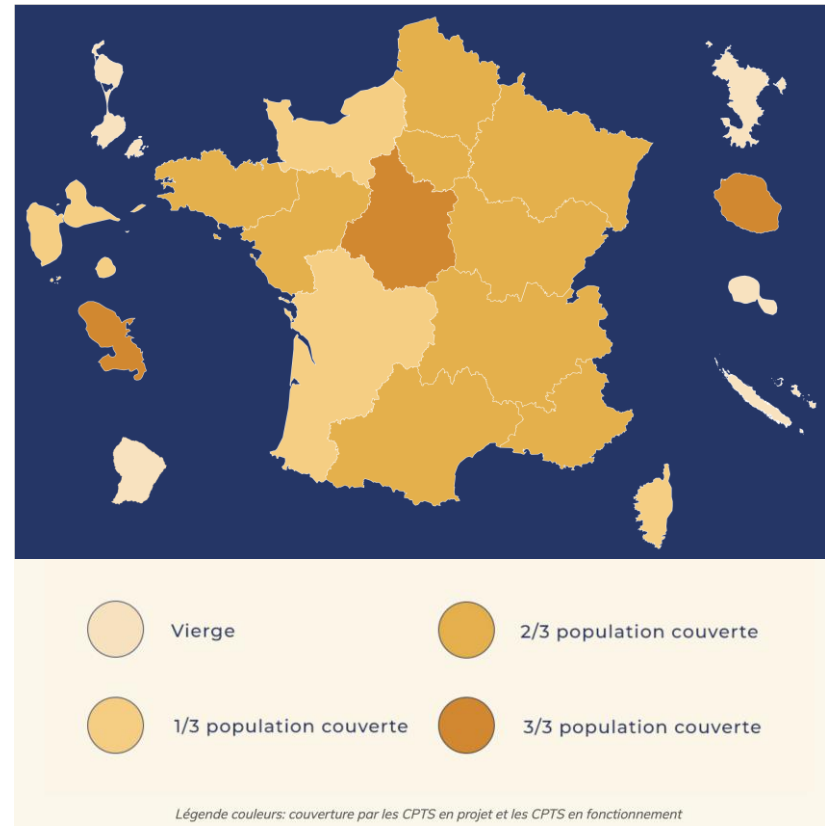 Vierge
2/3 population couverte
1/3 population couverte
3/3 population couverte
Légende couleurs: couverture par les CPTS en projet et les CPTS en fonctionnement